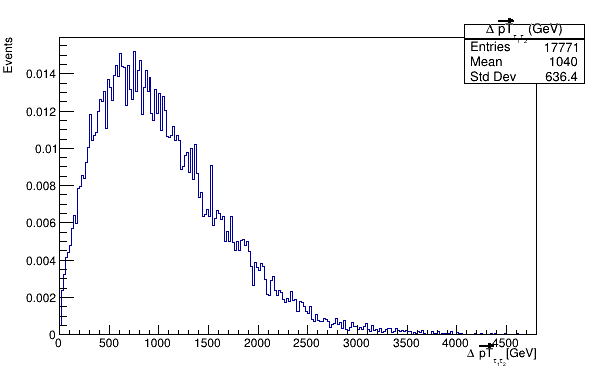 Δ pT τ₁τ₂ (GeV)
Entries 17771
Mean 1040
Std Dev 636.4
Events
0.014
0.012
0.01
0.008
0.006
0.004
0.002
0
0 500 1000 1500 2000 2500 3000 3500 4000 4500
Δ pT τ₁τ₂ [GeV]